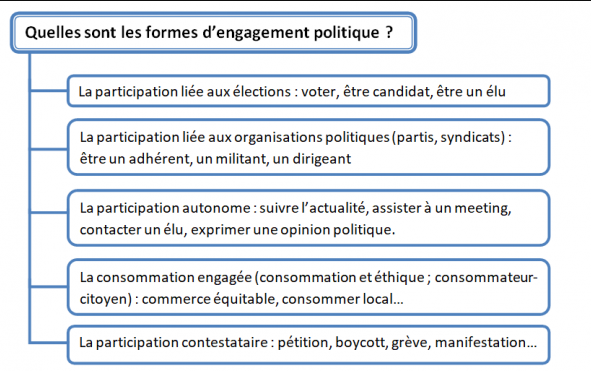 Quelles sont les formes d’engagement politique ?
La participation liée aux élections : voter, être candidat, être un élu
La participation liée aux organisations politiques (partis, syndicats) :
être un adhérent, un militant, un dirigeant
La participation autonome : suivre l’actualité, assister à un meeting,
contacter un élu, exprimer une opinion politique.
La consommation engagée (consommation et éthique ; consommateur-
citoyen) : commerce équitable, consommer local...
La participation contestataire : pétition, boycott, grève, manifestation...